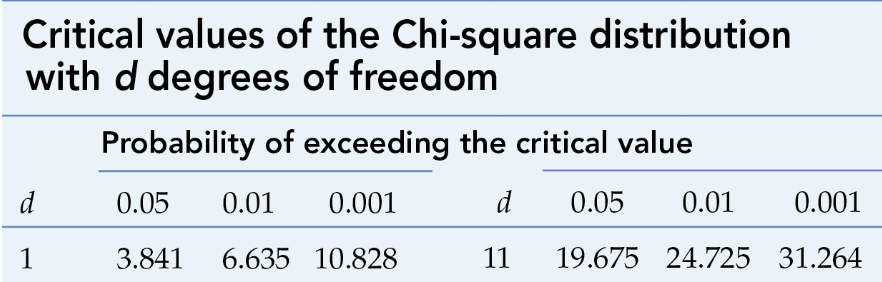 Critical values of the Chi-square distribution
with d degrees of freedom
Probability of exceeding the critical value
d 0.05 0.01 0.001 d 0.05 0.01 0.001
1 3.841 6.635 10.828 11 19.675 24.725 31.264